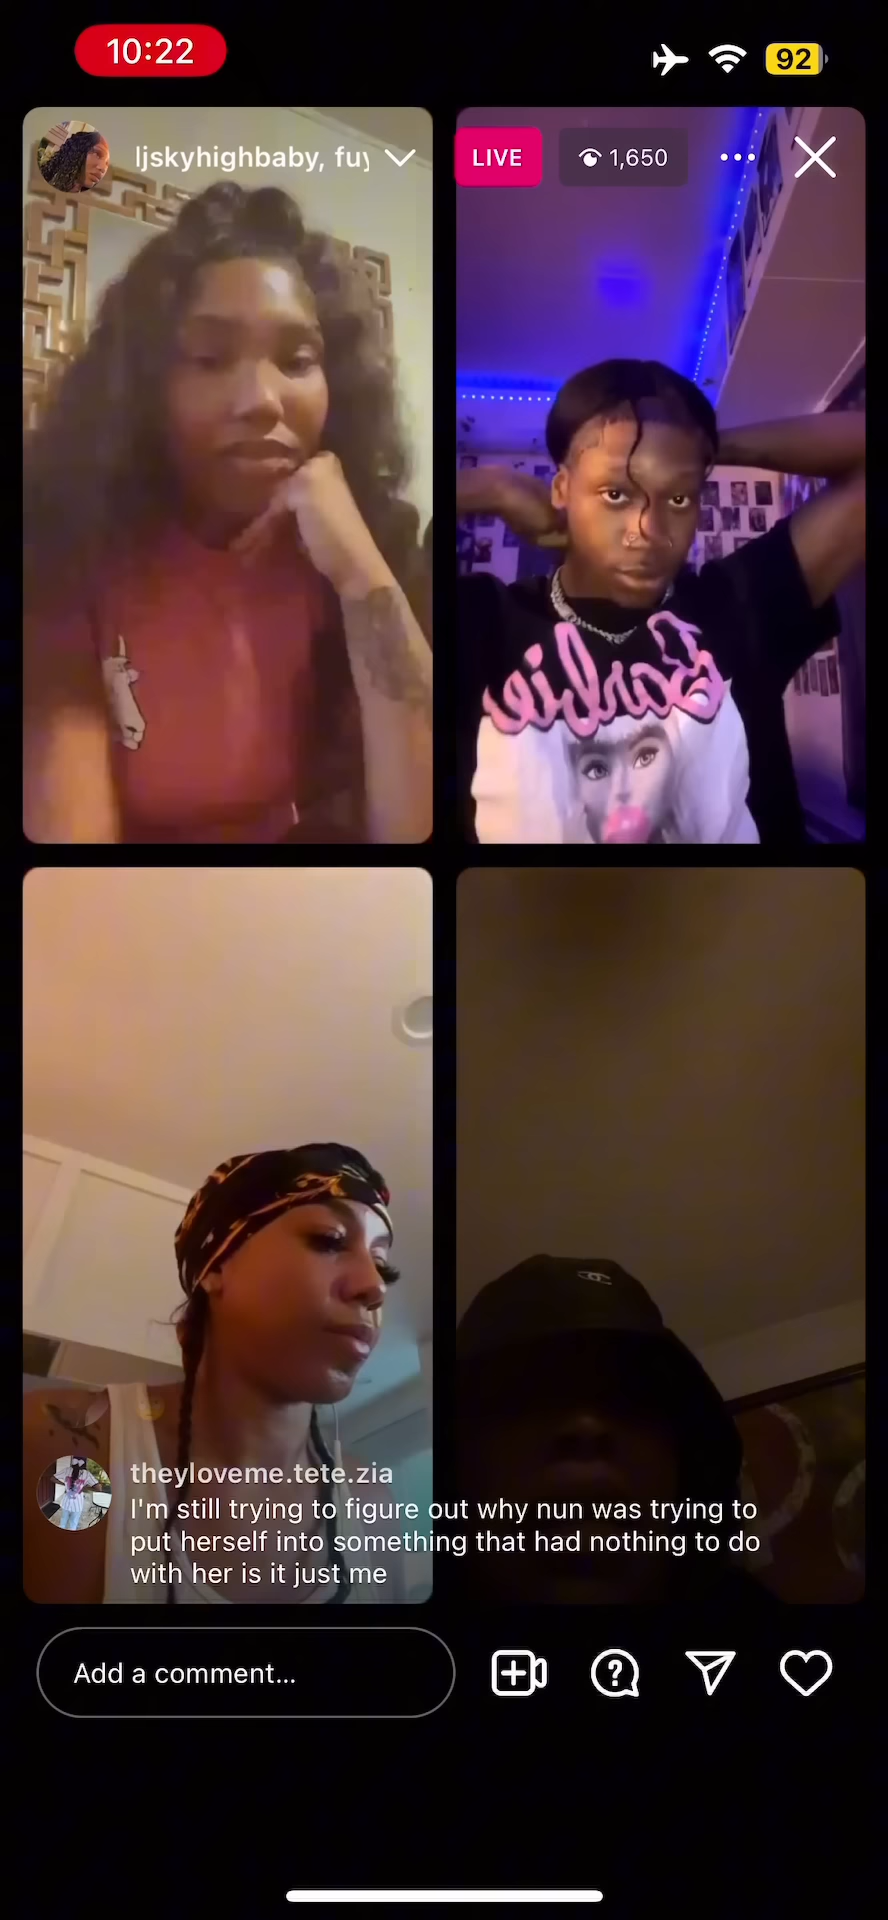 10:22
92
ljskyhighbaby, fuy
LIVE
1,650
Barbie
theyloveme.tete.zia
I'm still trying to figure out why nun was trying to
put herself into something that had nothing to do
with her is it just me
Add a comment...